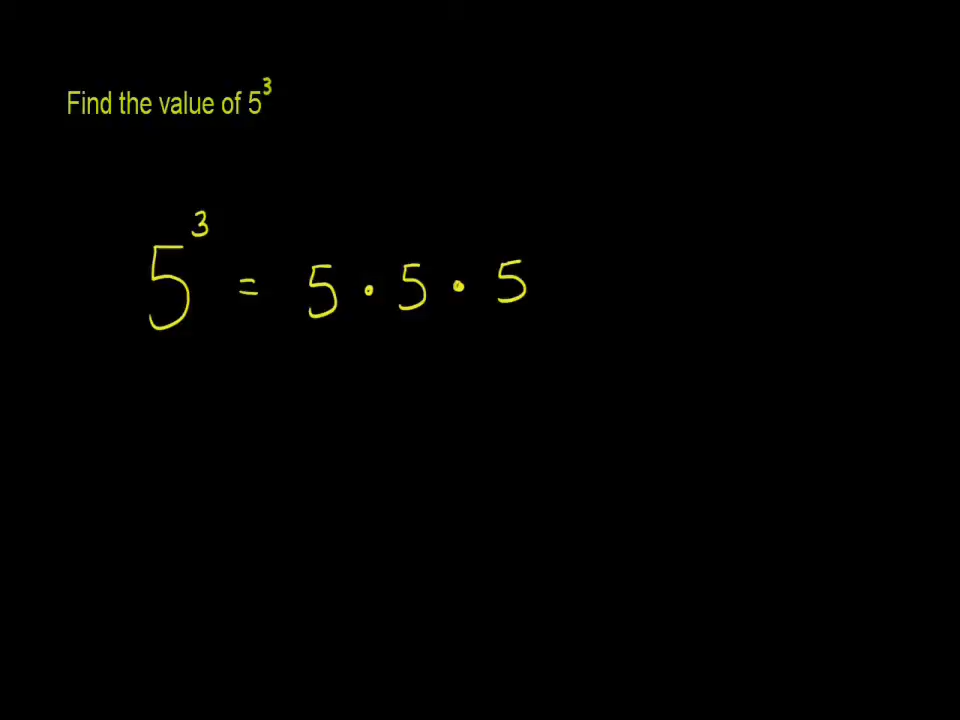 Find the value of 5³
5³ = 5 · 5 · 5